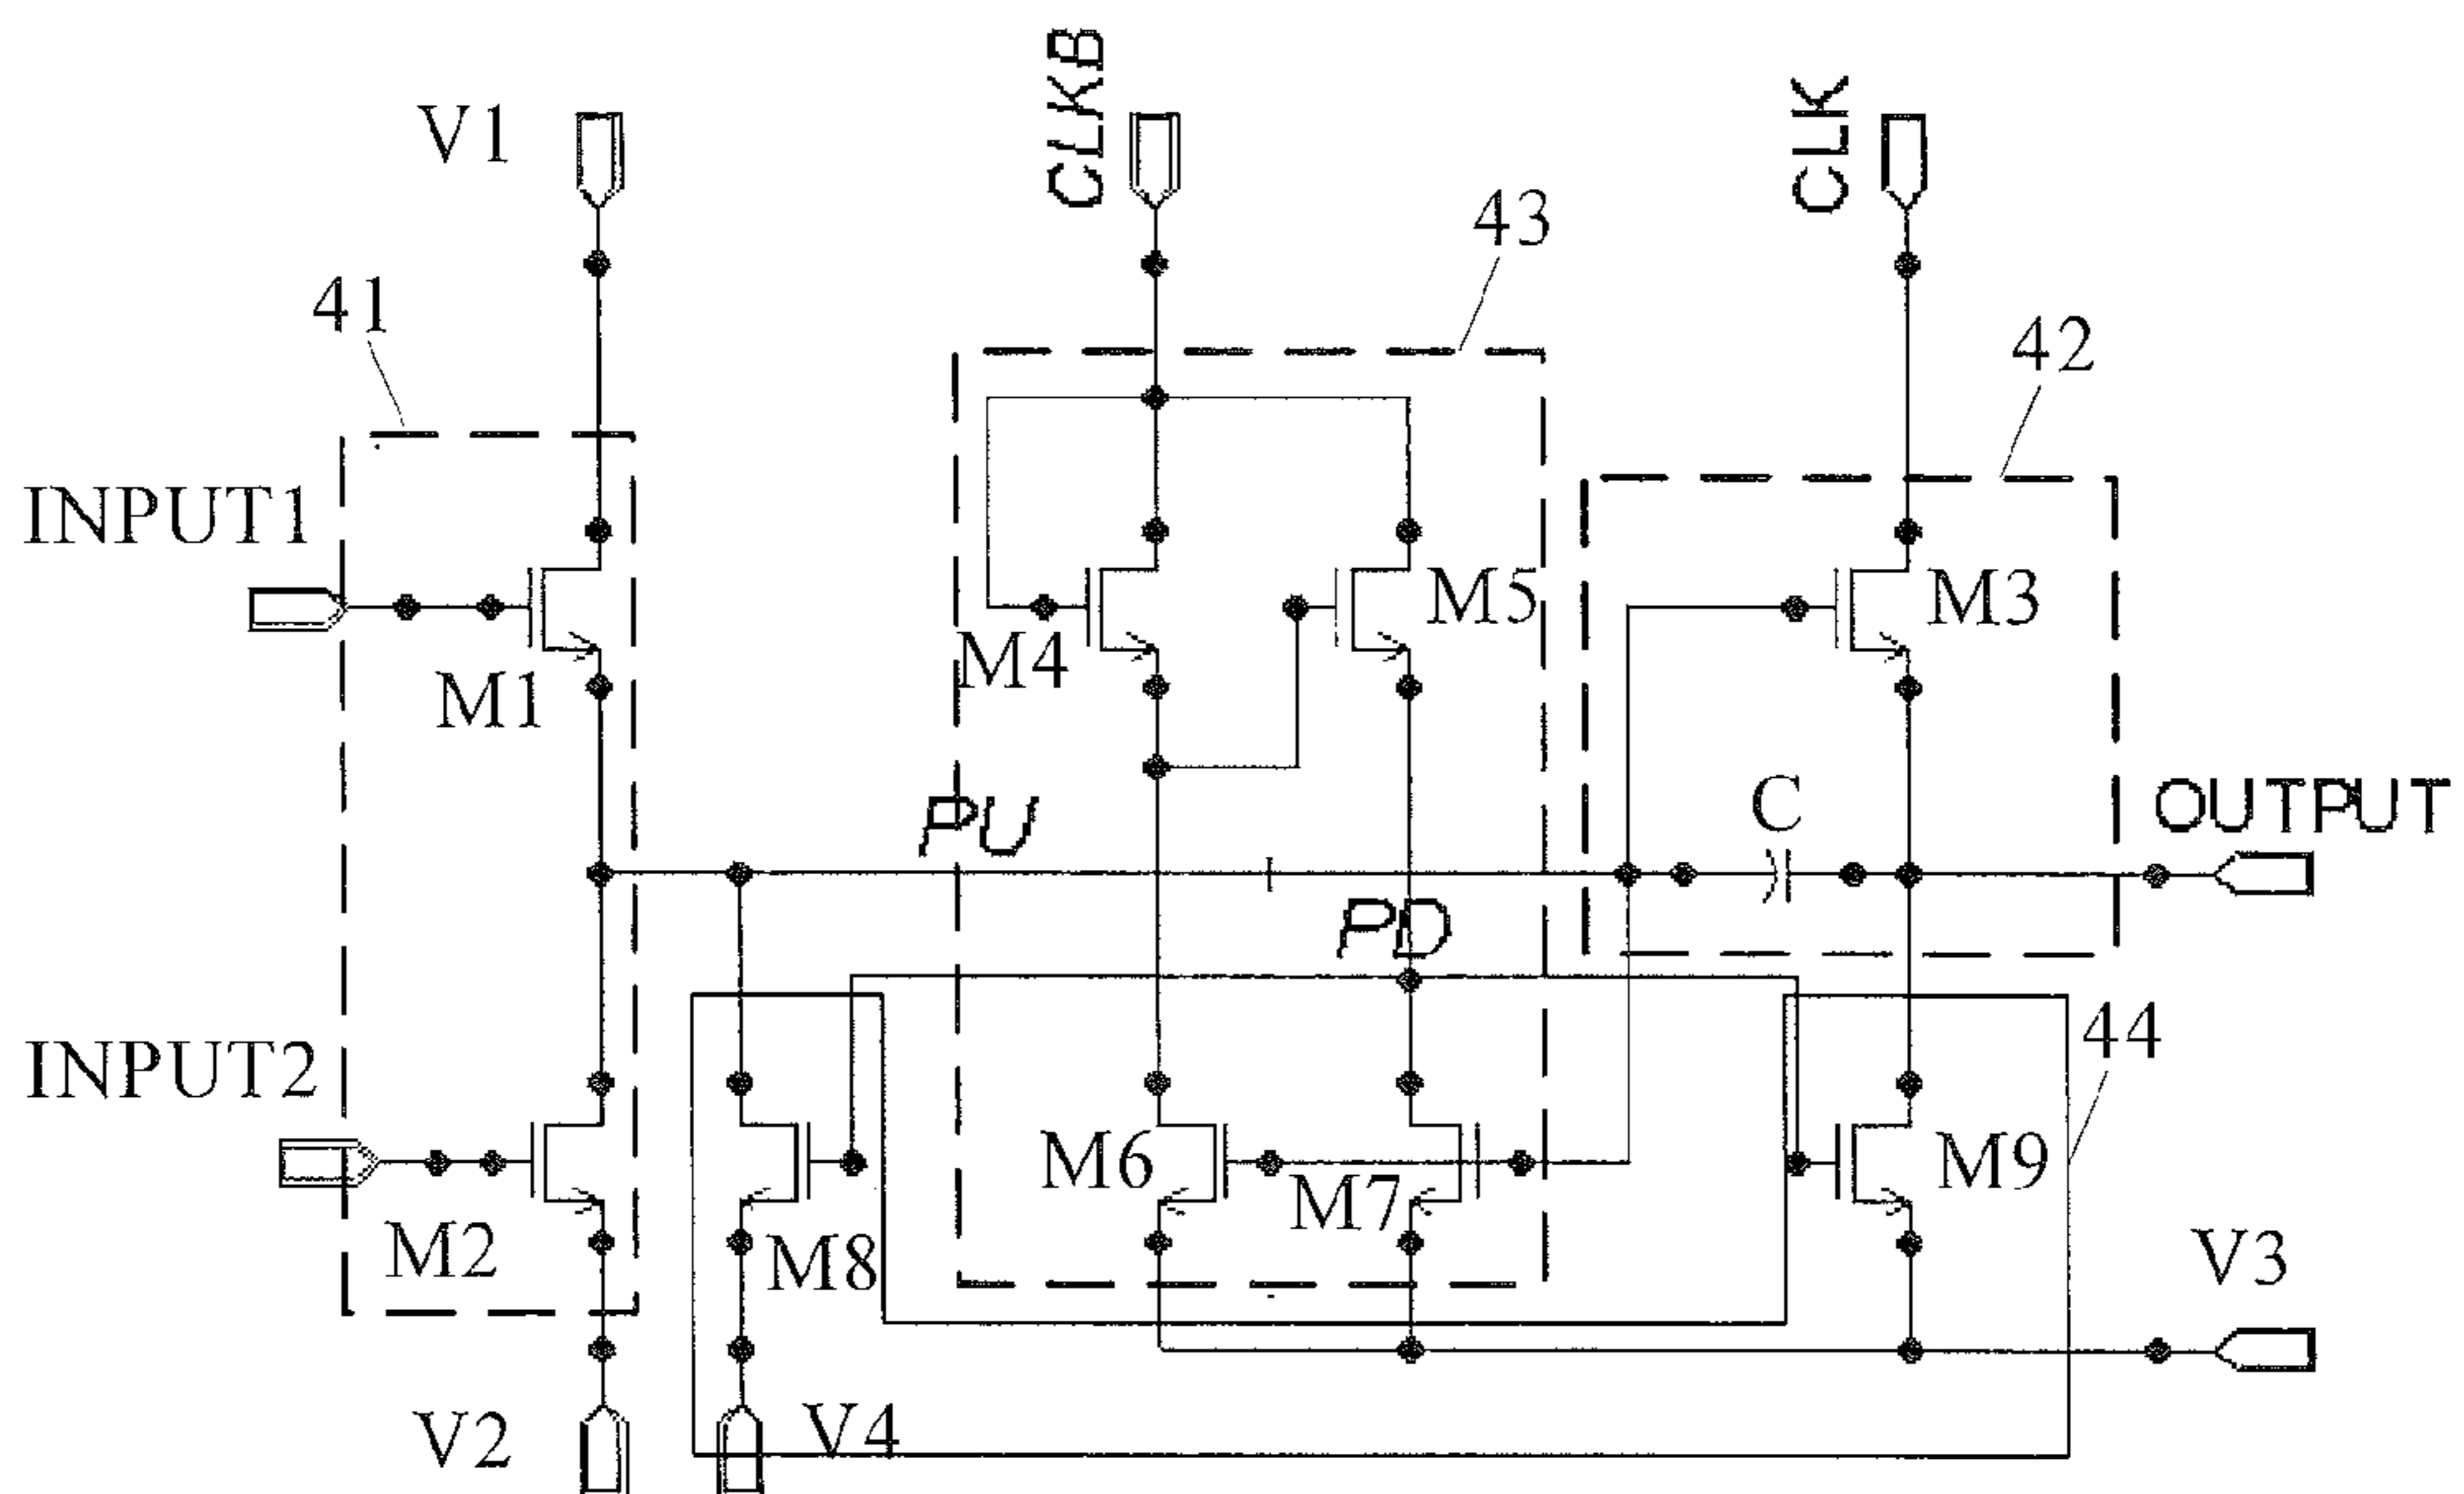 CLKB
CLK
V1
43
41
42
INPUT1
M5
M3
M4
M1
C
PU
OUTPUT
PD
44
INPUT2
M6
M9
M7
M2
M8
V3
V4
V2